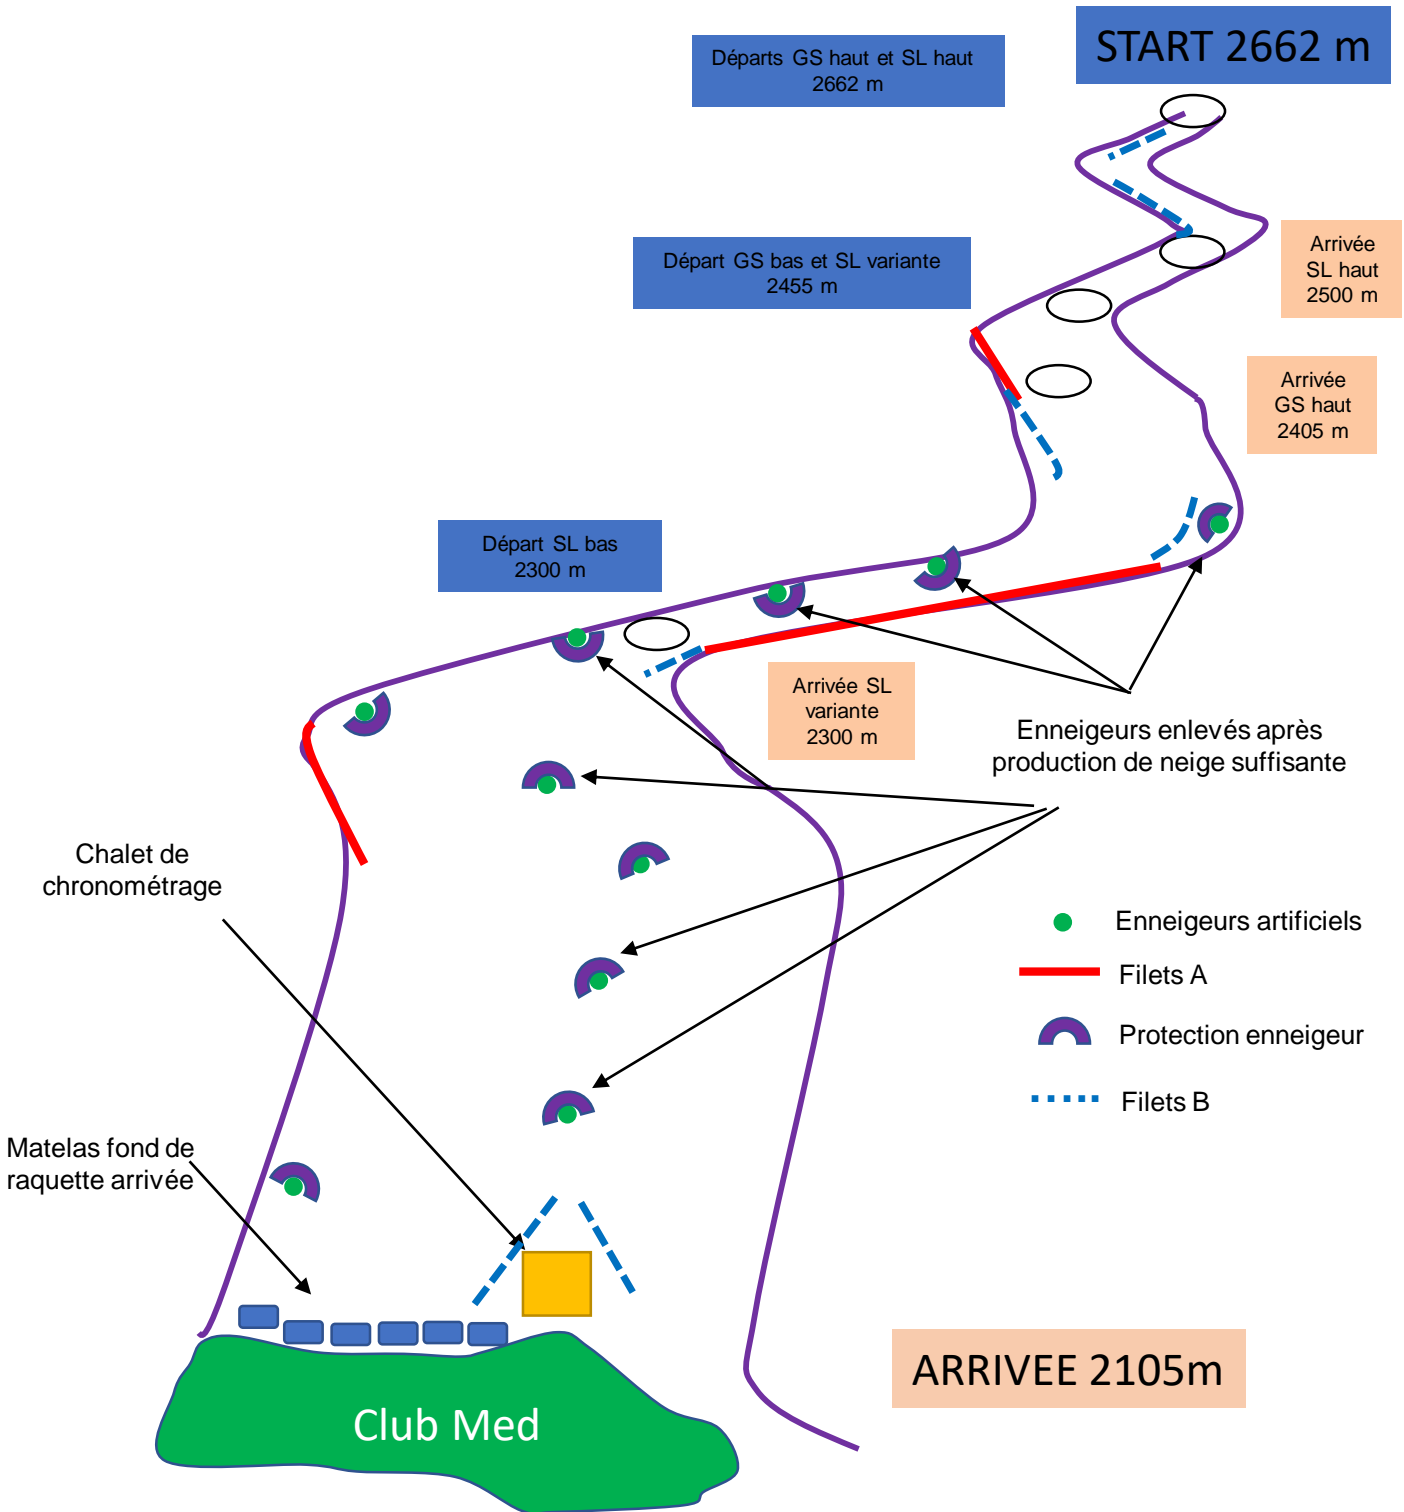 START 2662 m
Départs GS haut et SL haut
2662 m
Arrivée
SL haut
2500 m
Départ GS bas et SL variante
2455 m
Arrivée
GS haut
2405 m
Départ SL bas
2300 m
Arrivée SL
variante
2300 m
Enneigeurs enlevés après
production de neige suffisante
Chalet de
chronométrage
Enneigeurs artificiels
Filets A
Protection enneigeur
Filets B
Matelas fond de
raquette arrivée
ARRIVEE 2105m
Club Med